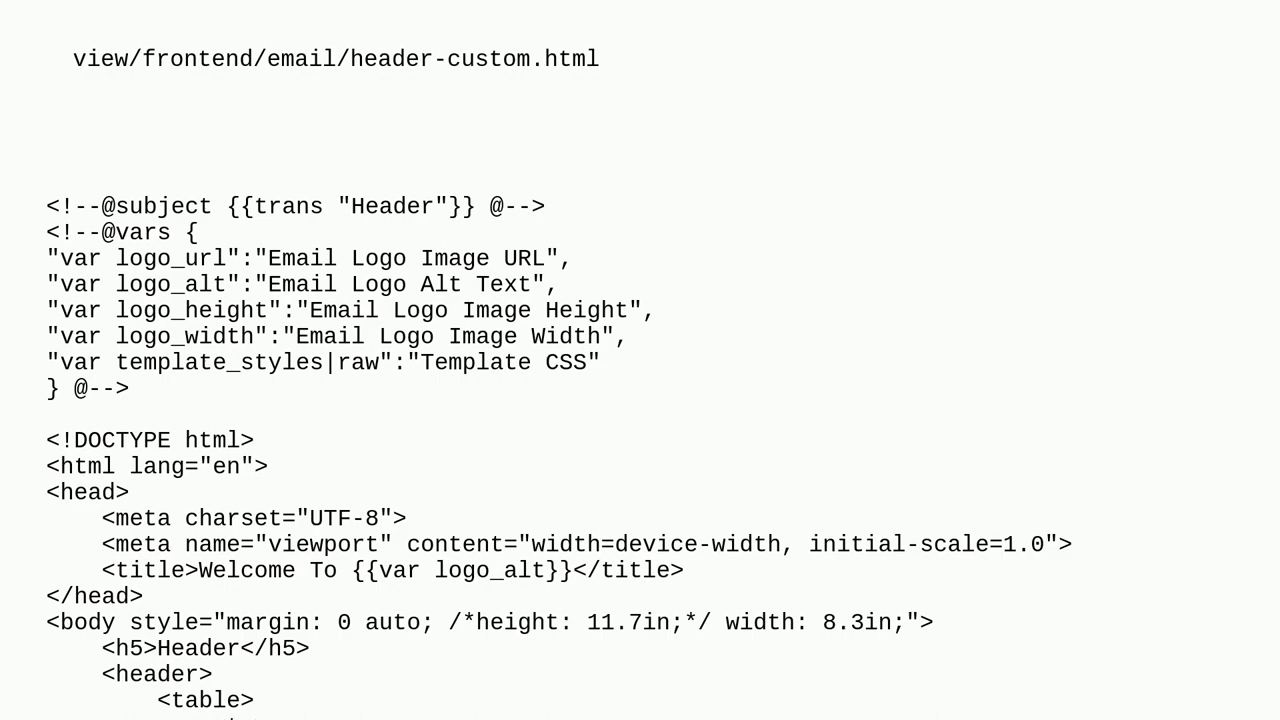 view/frontend/email/header-custom.html
<!--@subject {{trans "Header"}} @-->
<!--@vars {
"var logo_url":"Email Logo Image URL",
"var logo_alt":"Email Logo Alt Text",
"var logo_height":"Email Logo Image Height",
"var logo_width":"Email Logo Image Width",
"var template_styles|raw":"Template CSS"
} @-->
<!DOCTYPE html>
<html lang="en">
<head>
    <meta charset="UTF-8">
    <meta name="viewport" content="width=device-width, initial-scale=1.0">
    <title>Welcome To {{var logo_alt}}</title>
</head>
<body style="margin: 0 auto; /*height: 11.7in;*/ width: 8.3in;">
    <h5>Header</h5>
    <header>
        <table>